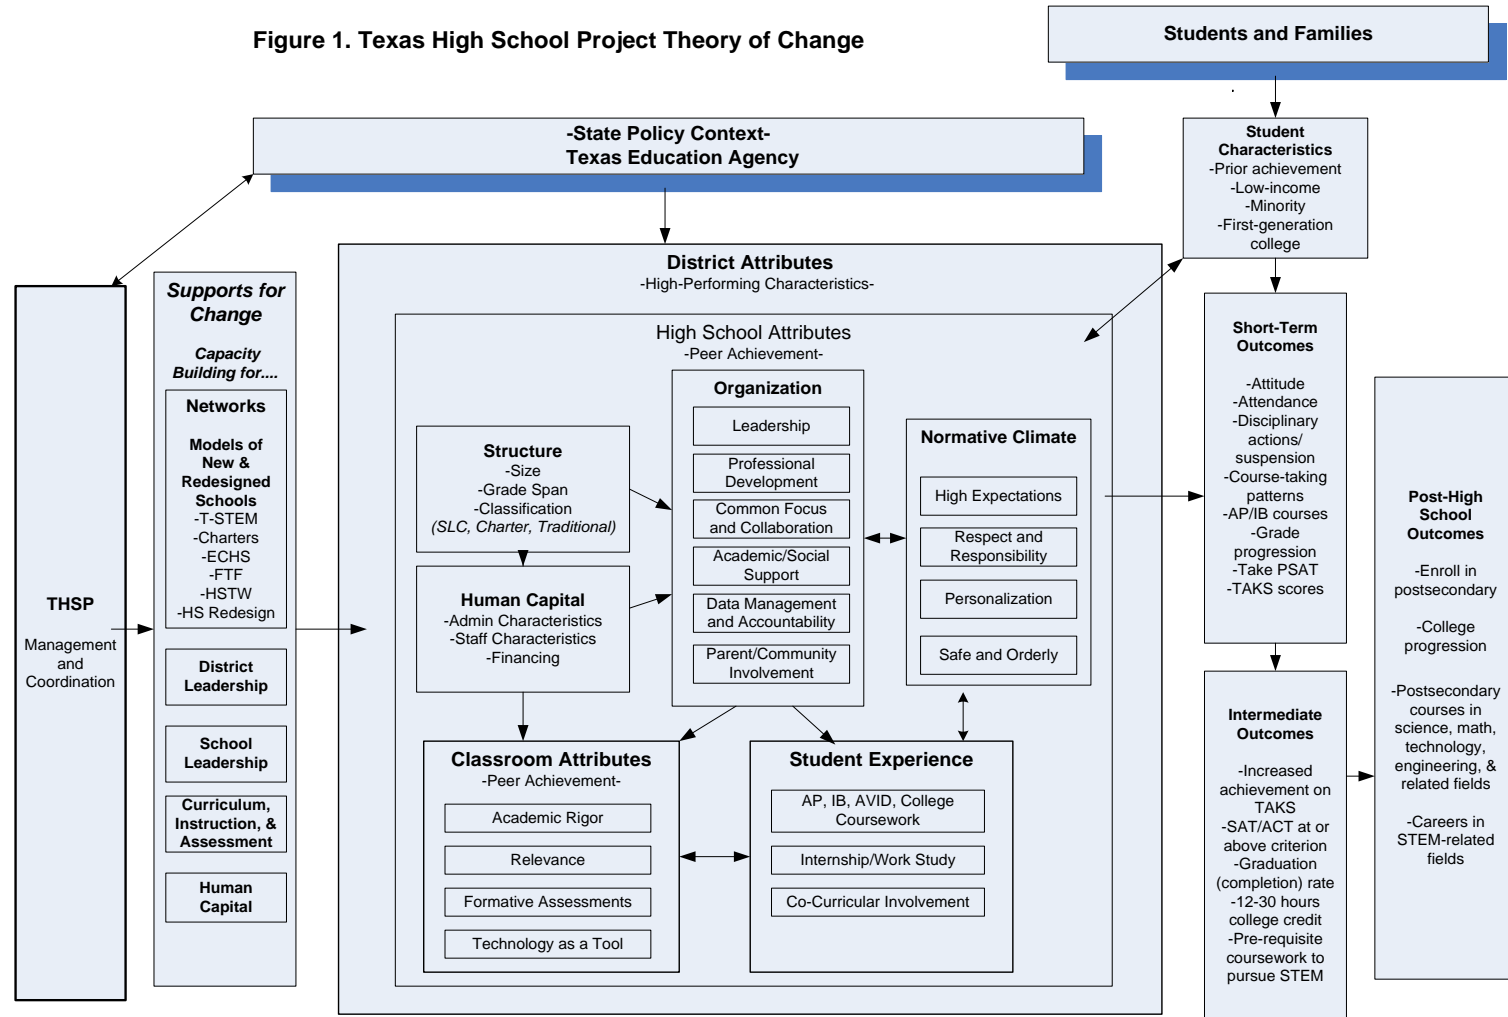 Figure 1. Texas High School Project Theory of Change
Students and Families
-State Policy Context-
Texas Education Agency
Student
Characteristics
-Prior achievement
-Low-income
-Minority
-First-generation
college
THSP
Management
and
Coordination
Supports for
Change
Capacity
Building for....
Networks
Models of
New &
Redesigned
Schools
-T-STEM
-Charters
-ECHS
-FTF
-HSTW
-HS Redesign
District
Leadership
School
Leadership
Curriculum,
Instruction, &
Assessment
Human
Capital
District Attributes
-High-Performing Characteristics-
High School Attributes
-Peer Achievement-
Structure
-Size
-Grade Span
-Classification
(SLC, Charter, Traditional)
Human Capital
-Admin Characteristics
-Staff Characteristics
-Financing
Organization
Leadership
Professional
Development
Common Focus
and Collaboration
Academic/Social
Support
Data Management
and Accountability
Parent/Community
Involvement
Normative Climate
High Expectations
Respect and
Responsibility
Personalization
Safe and Orderly
Classroom Attributes
-Peer Achievement-
Academic Rigor
Relevance
Formative Assessments
Technology as a Tool
Student Experience
AP, IB, AVID, College
Coursework
Internship/Work Study
Co-Curricular Involvement
Short-Term
Outcomes
-Attitude
-Attendance
-Disciplinary
actions/
suspension
-Course-taking
patterns
-AP/IB courses
-Grade
progression
-Take PSAT
-TAKS scores
Intermediate
Outcomes
-Increased
achievement on
TAKS
-SAT/ACT at or
above criterion
-Graduation
(completion) rate
-12-30 hours
college credit
-Pre-requisite
coursework to
pursue STEM
Post-High
School
Outcomes
-Enroll in
postsecondary
-College
progression
-Postsecondary
courses in
science, math,
technology,
engineering, &
related fields
-Careers in
STEM-related
fields